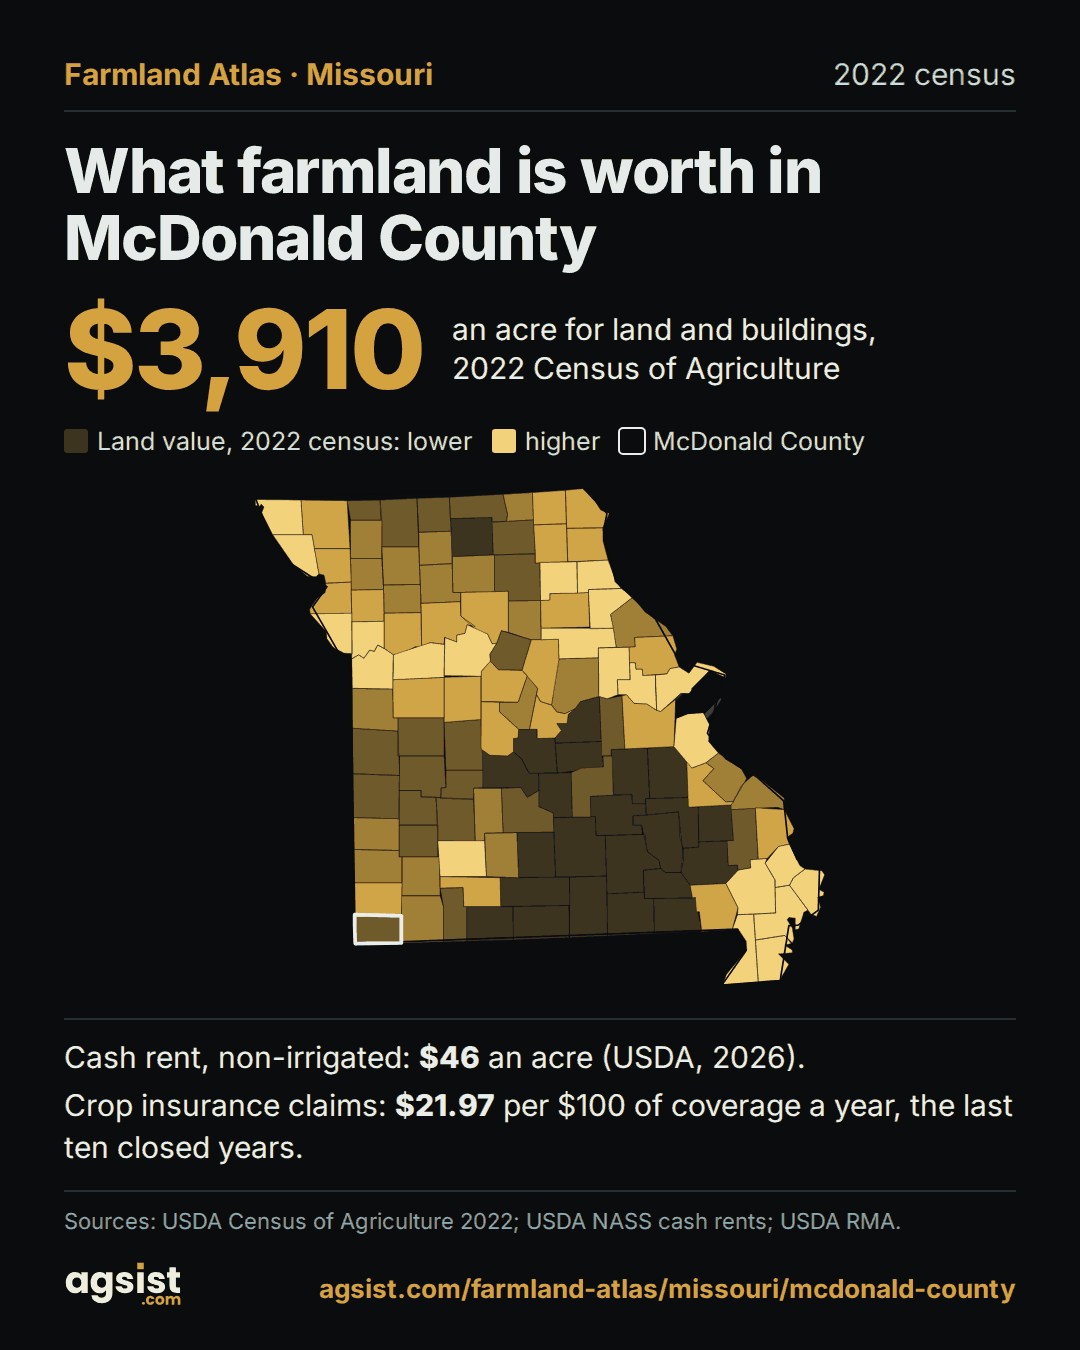 Farmland Atlas · Missouri
2022 census
What farmland is worth in
McDonald County
$3,910
an acre for land and buildings,
2022 Census of Agriculture
Land value, 2022 census: lower
higher
McDonald County
Cash rent, non-irrigated: $46 an acre (USDA, 2026).
Crop insurance claims: $21.97 per $100 of coverage a year, the last
ten closed years.
Sources: USDA Census of Agriculture 2022; USDA NASS cash rents; USDA RMA.
agsist
.com
agsist.com/farmland-atlas/missouri/mcdonald-county